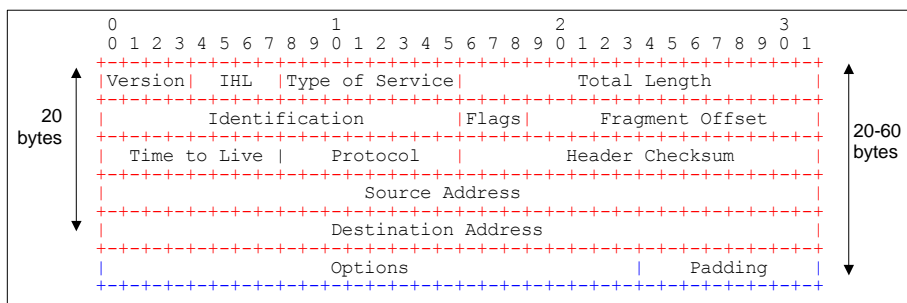 0 1 2 3
0 1 2 3 4 5 6 7 8 9 0 1 2 3 4 5 6 7 8 9 0 1 2 3 4 5 6 7 8 9 0 1
+-+-+-+-+-+-+-+-+-+-+-+-+-+-+-+-+-+-+-+-+-+-+-+-+-+-+-+-+-+-+-+-+
|Version| IHL |Type of Service| Total Length |
+-+-+-+-+-+-+-+-+-+-+-+-+-+-+-+-+-+-+-+-+-+-+-+-+-+-+-+-+-+-+-+-+
| Identification |Flags| Fragment Offset |
+-+-+-+-+-+-+-+-+-+-+-+-+-+-+-+-+-+-+-+-+-+-+-+-+-+-+-+-+-+-+-+-+
| Time to Live | Protocol | Header Checksum |
+-+-+-+-+-+-+-+-+-+-+-+-+-+-+-+-+-+-+-+-+-+-+-+-+-+-+-+-+-+-+-+-+
| Source Address |
+-+-+-+-+-+-+-+-+-+-+-+-+-+-+-+-+-+-+-+-+-+-+-+-+-+-+-+-+-+-+-+-+
| Destination Address |
+-+-+-+-+-+-+-+-+-+-+-+-+-+-+-+-+-+-+-+-+-+-+-+-+-+-+-+-+-+-+-+-+
| Options | Padding |
+-+-+-+-+-+-+-+-+-+-+-+-+-+-+-+-+-+-+-+-+-+-+-+-+-+-+-+-+-+-+-+-+
20
bytes
20-60
bytes